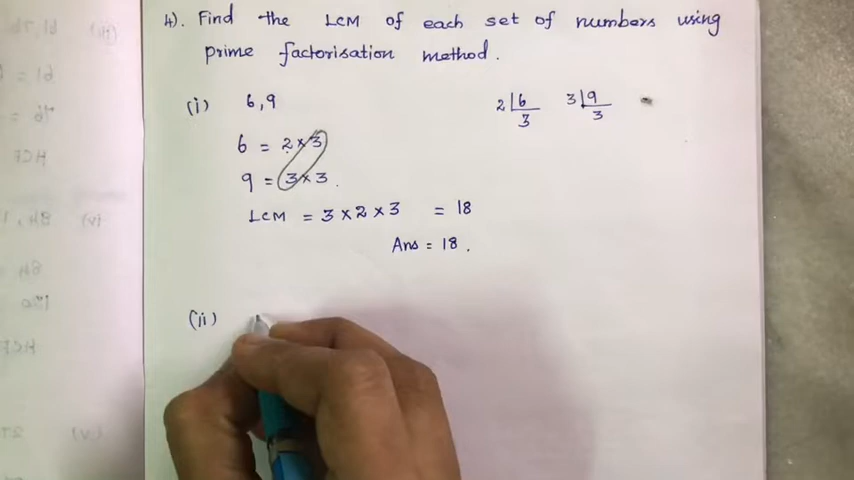 4). Find the LCM of each set of numbers using
prime factorisation method.
(i) 6,9
2 6
3
3 9
3
6 = 2 × 3
9 = 3 × 3.
LCM = 3 × 2 × 3 = 18
Ans = 18.
(ii)